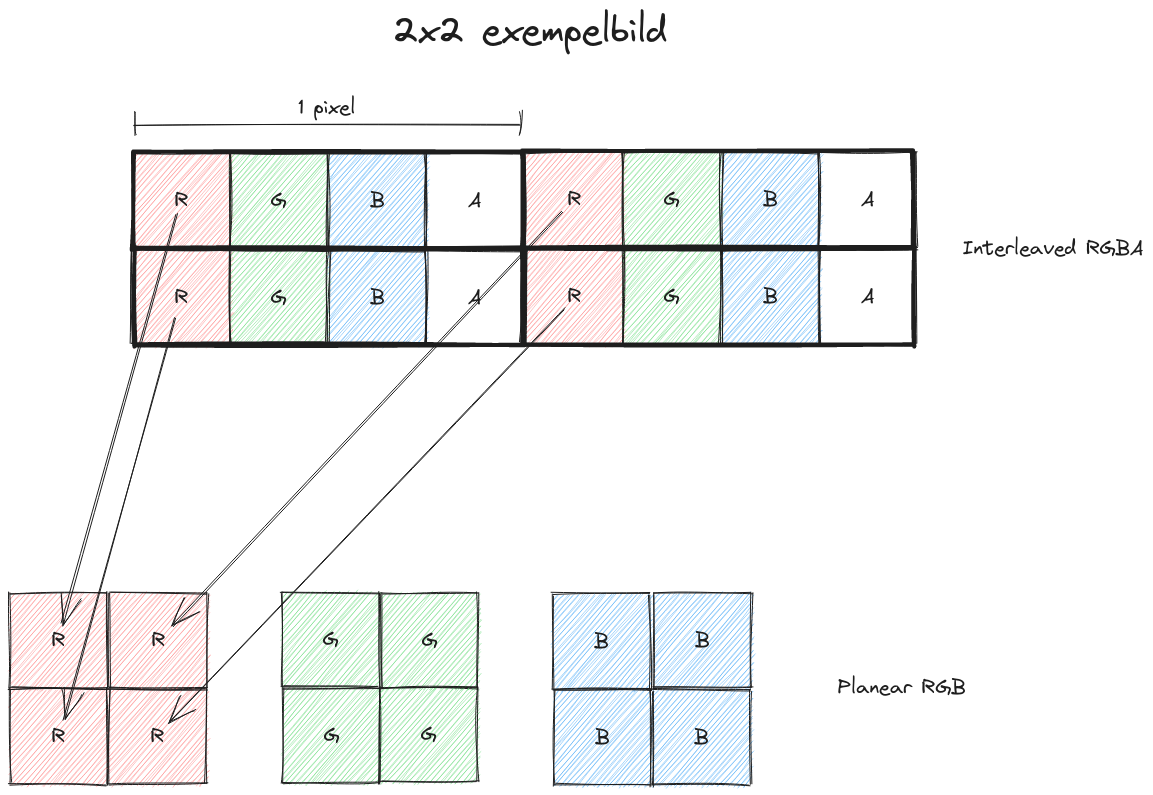 2x2 exempelbild
1 pixel
R G B A R G B A
Interleaved RGBA
R G B A R G B A
R R G G B B
Planear RGB
R R G G B B